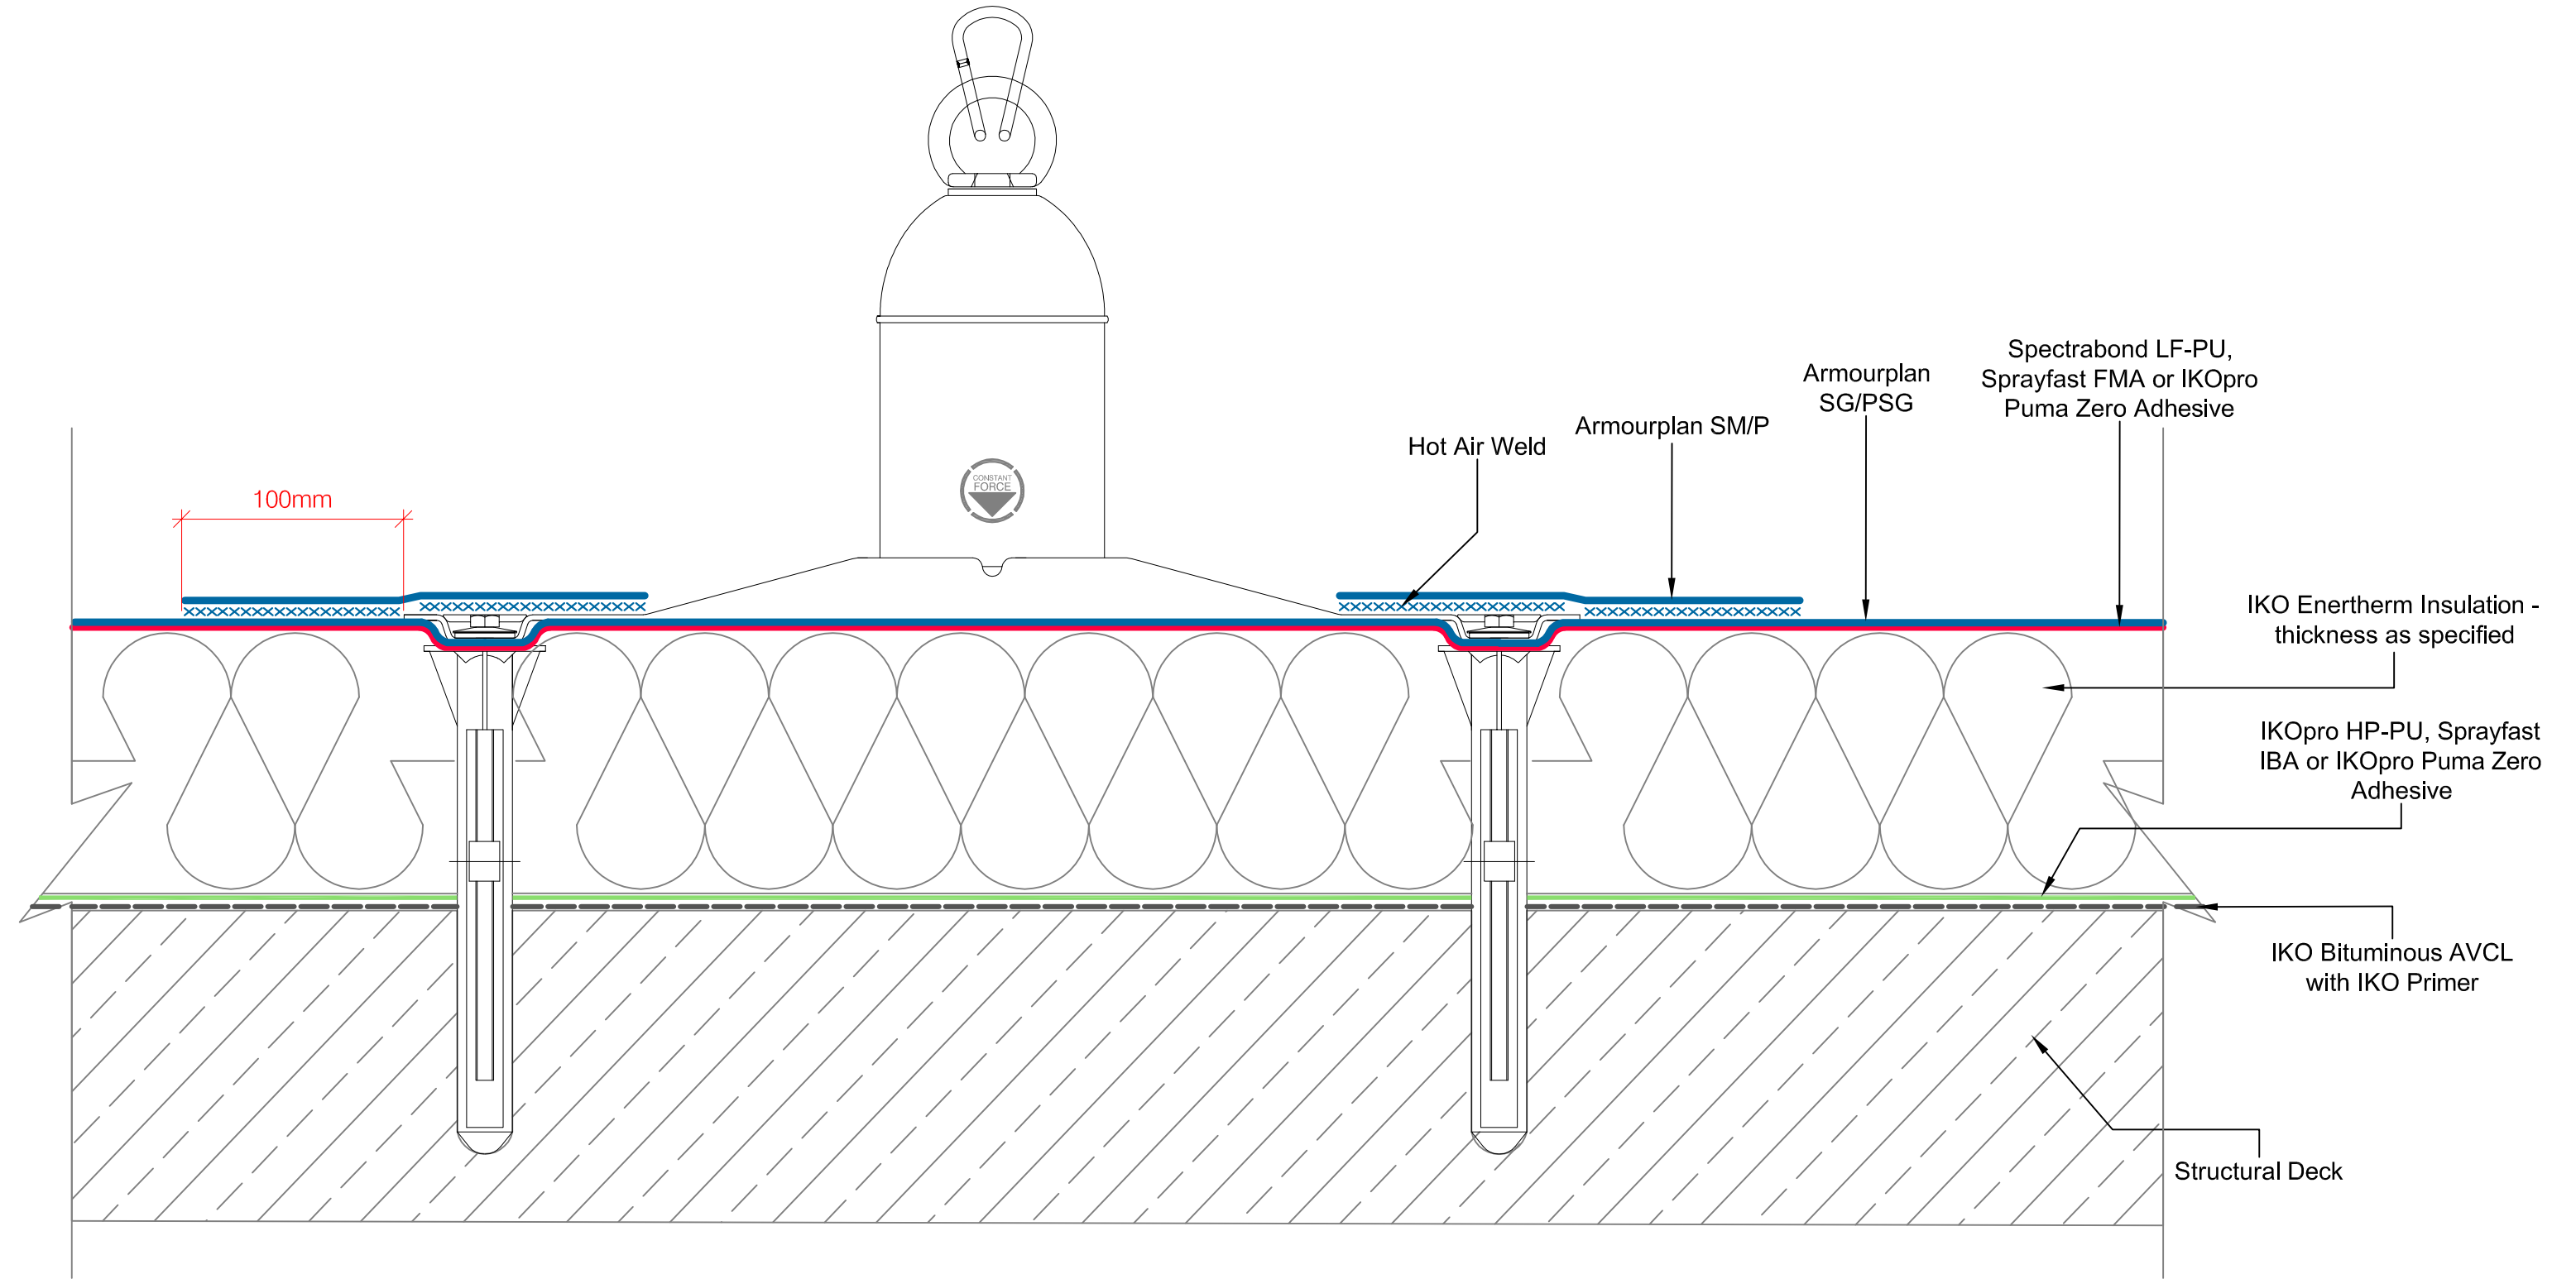 Spectrabond LF-PU,
Sprayfast FMA or IKOpro
Puma Zero Adhesive
Armourplan
SG/PSG
Armourplan SM/P
Hot Air Weld
100mm
CONSTANT
FORCE
IKO Enertherm Insulation -
thickness as specified
IKOpro HP-PU, Sprayfast
IBA or IKOpro Puma Zero
Adhesive
IKO Bituminous AVCL
with IKO Primer
Structural Deck